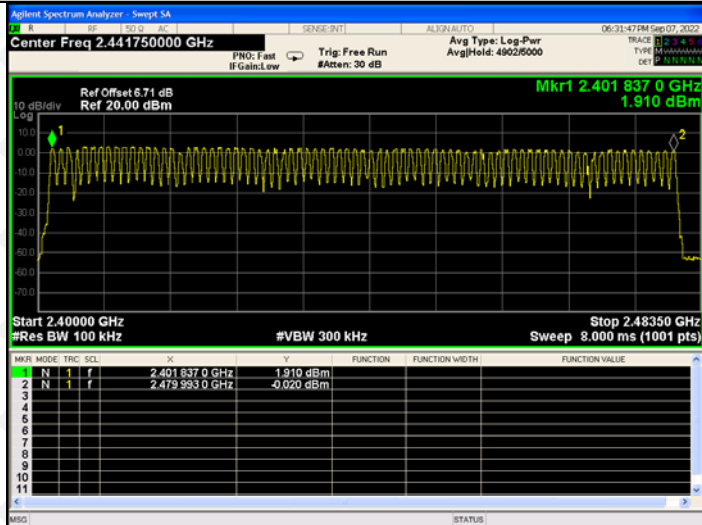 Agilent Spectrum Analyzer - Swept SA
R RF 50 Ω AC SENSE:INT ALIGN AUTO 06:31:47 PM Sep 07, 2022
Center Freq 2.441750000 GHz
PNO: Fast
IFGain:Low
Trig: Free Run
#Atten: 30 dB
Avg Type: Log-Pwr
Avg|Hold: 4902/5000
TRACE 1 2 3 4 5 6
TYPE M
DET P N N N N N
Mkr1 2.401 837 0 GHz
1.910 dBm
Ref Offset 6.71 dB
10 dB/div Ref 20.00 dBm
Log
10.0
0.00
-10.0
-20.0
-30.0
-40.0
-50.0
-60.0
-70.0
1
2
Start 2.40000 GHz Stop 2.48350 GHz
#Res BW 100 kHz #VBW 300 kHz Sweep 8.000 ms (1001 pts)
MKR MODE TRC SCL X Y FUNCTION FUNCTION WIDTH FUNCTION VALUE
1 N 1 f 2.401 837 0 GHz 1.910 dBm
2 N 1 f 2.479 993 0 GHz -0.020 dBm
3
4
5
6
7
8
9
10
11
MSG STATUS